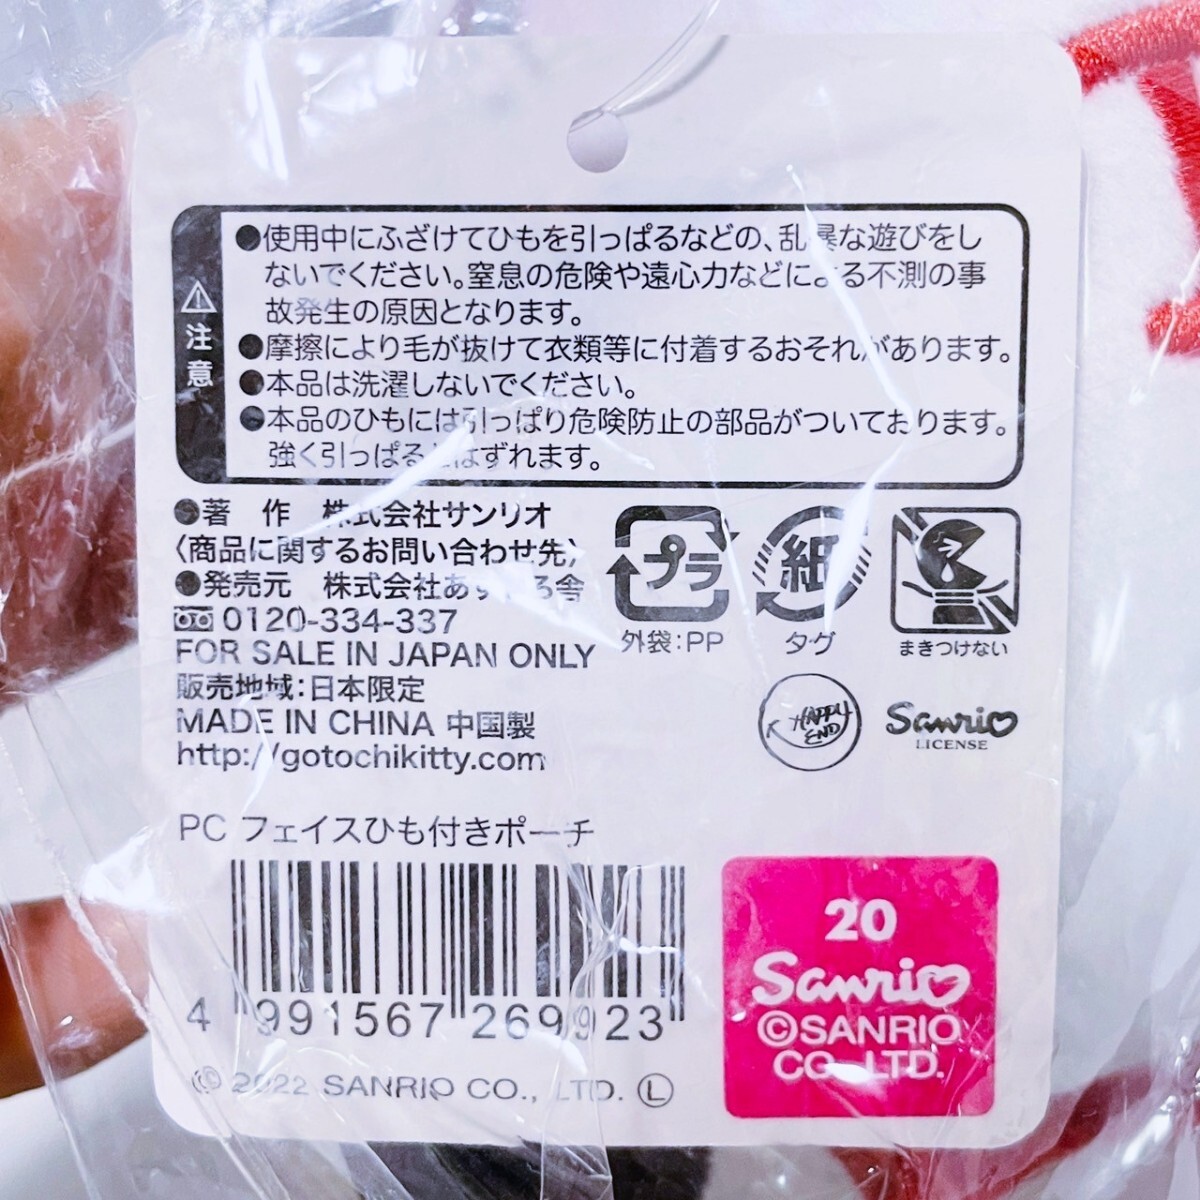 注意
●使用中にふざけてひもを引っぱるなどの、乱暴な遊びをし
ないでください。窒息の危険や遠心力などによる不測の事
故発生の原因となります。
●摩擦により毛が抜けて衣類等に付着するおそれがあります。
●本品は洗濯しないでください。
●本品のひもには引っぱり危険防止の部品がついております。
強く引っぱるとはずれます。
●著 作 株式会社サンリオ
〈商品に関するお問い合わせ先〉
●発売元 株式会社あすなろ舎
0120-334-337
FOR SALE IN JAPAN ONLY
販売地域:日本限定
MADE IN CHINA 中国製
http://gotochikitty.com
プラ
外袋:PP
紙
タグ
まきつけない
HAPPY
END
Sanrio
LICENSE
PC フェイスひも付きポーチ
4 991567 269923
© 2022 SANRIO CO., LTD. Ⓛ
20
Sanrio
©SANRIO
CO., LTD.